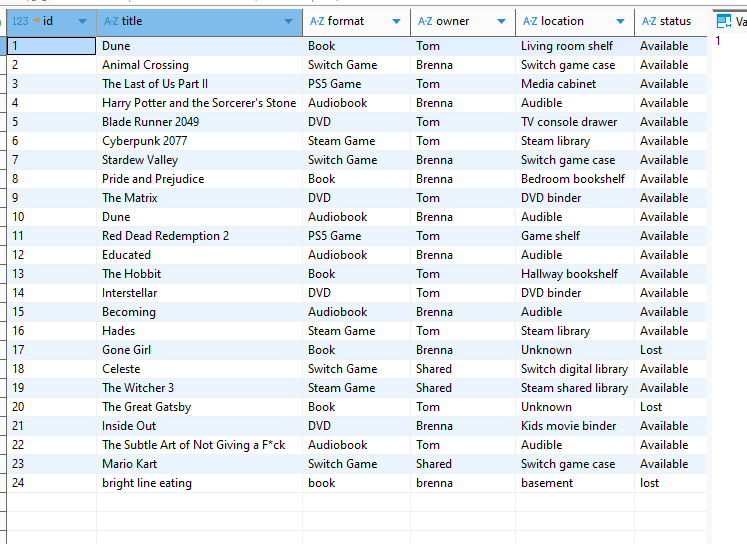 123 id A-Z title A-Z format A-Z owner A-Z location A-Z status Va
1 Dune Book Tom Living room shelf Available 1
2 Animal Crossing Switch Game Brenna Switch game case Available
3 The Last of Us Part II PS5 Game Tom Media cabinet Available
4 Harry Potter and the Sorcerer's Stone Audiobook Brenna Audible Available
5 Blade Runner 2049 DVD Tom TV console drawer Available
6 Cyberpunk 2077 Steam Game Tom Steam library Available
7 Stardew Valley Switch Game Brenna Switch game case Available
8 Pride and Prejudice Book Brenna Bedroom bookshelf Available
9 The Matrix DVD Tom DVD binder Available
10 Dune Audiobook Brenna Audible Available
11 Red Dead Redemption 2 PS5 Game Tom Game shelf Available
12 Educated Audiobook Brenna Audible Available
13 The Hobbit Book Tom Hallway bookshelf Available
14 Interstellar DVD Tom DVD binder Available
15 Becoming Audiobook Brenna Audible Available
16 Hades Steam Game Tom Steam library Available
17 Gone Girl Book Brenna Unknown Lost
18 Celeste Switch Game Shared Switch digital library Available
19 The Witcher 3 Steam Game Shared Steam shared library Available
20 The Great Gatsby Book Tom Unknown Lost
21 Inside Out DVD Brenna Kids movie binder Available
22 The Subtle Art of Not Giving a F*ck Audiobook Tom Audible Available
23 Mario Kart Switch Game Shared Switch game case Available
24 bright line eating book brenna basement lost